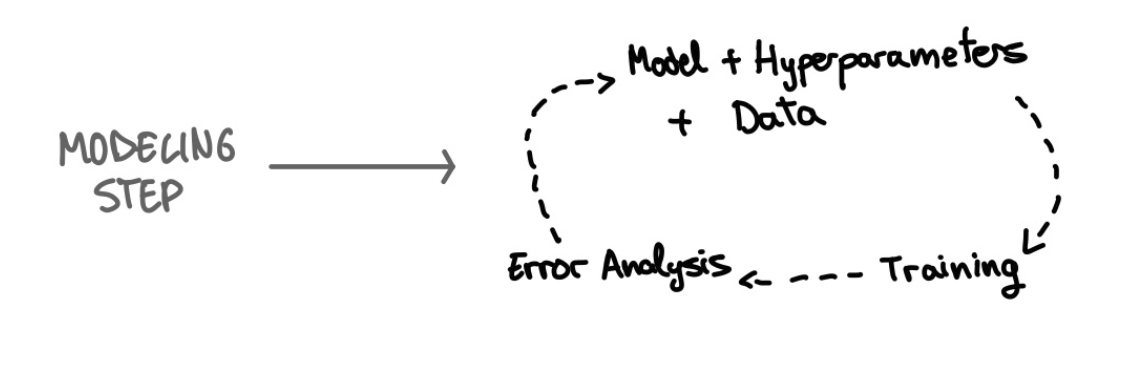 Model + Hyperparameters
+ Data
MODELING
STEP
Error Analysis
Training